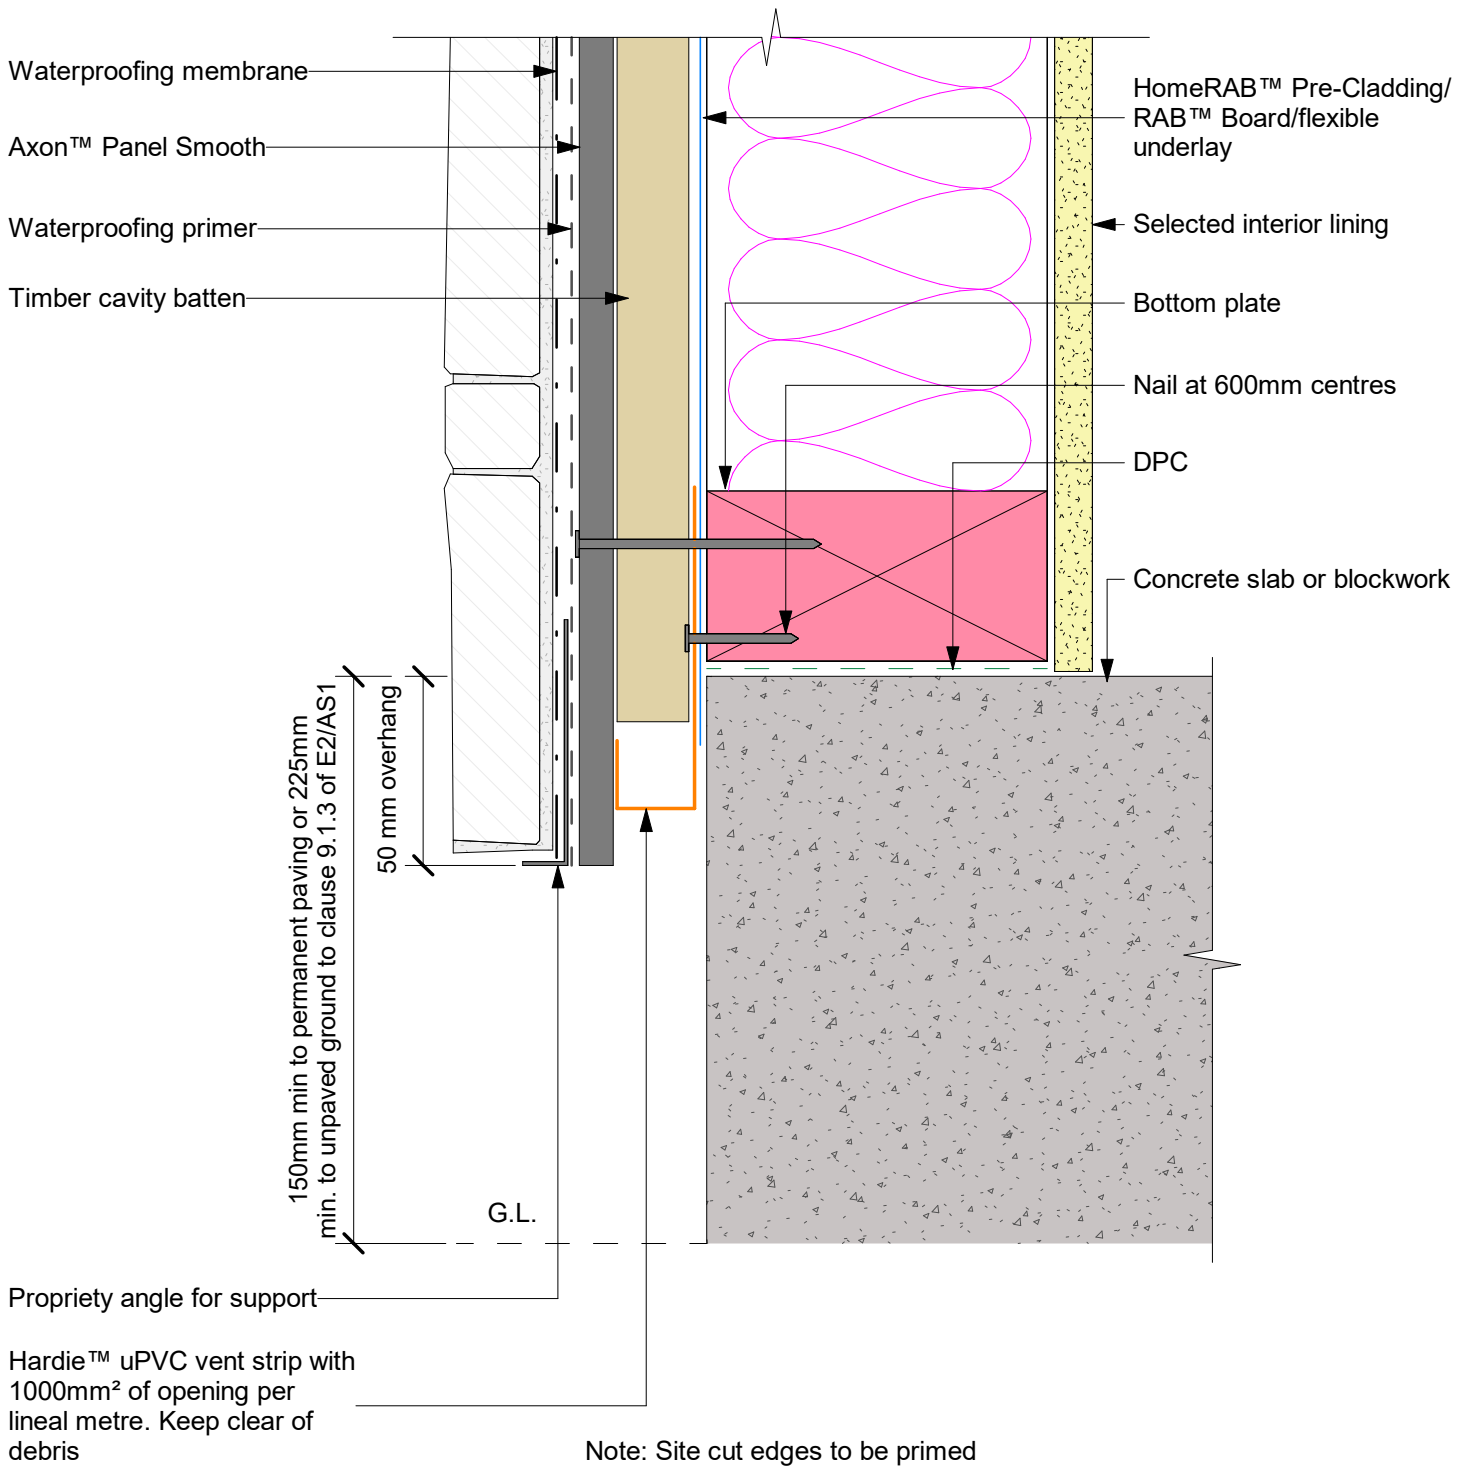 Waterproofing membrane
Axon™ Panel Smooth
Waterproofing primer
Timber cavity batten
HomeRAB™ Pre-Cladding/
RAB™ Board/flexible
underlay
Selected interior lining
Bottom plate
Nail at 600mm centres
DPC
Concrete slab or blockwork
150mm min to permanent paving or 225mm
min. to unpaved ground to clause 9.1.3 of E2/AS1
50 mm overhang
G.L.
Propriety angle for support
Hardie™ uPVC vent strip with
1000mm² of opening per
lineal metre. Keep clear of
debris
Note: Site cut edges to be primed